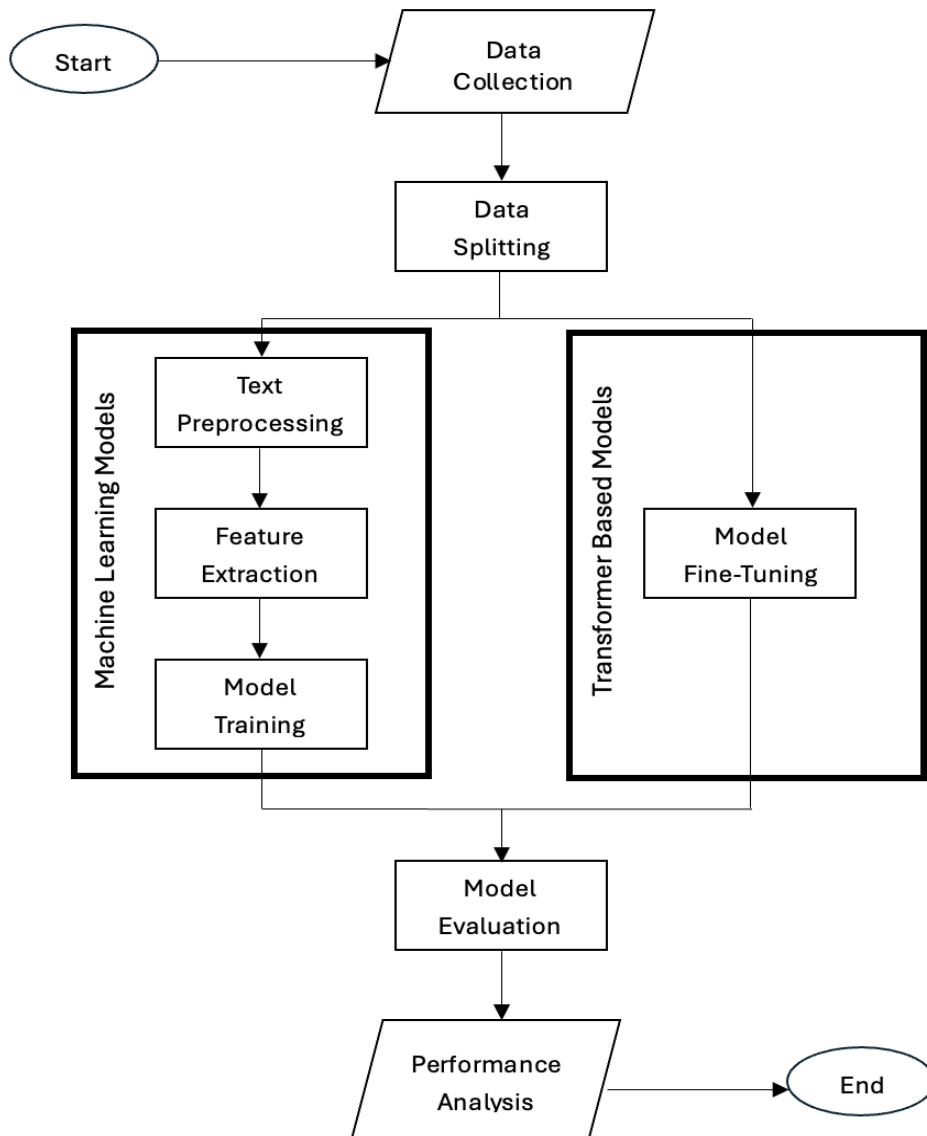 Start
Data
Collection
Data
Splitting
Machine Learning Models
Text
Preprocessing
Feature
Extraction
Model
Training
Transformer Based Models
Model
Fine-Tuning
Model
Evaluation
Performance
Analysis
End